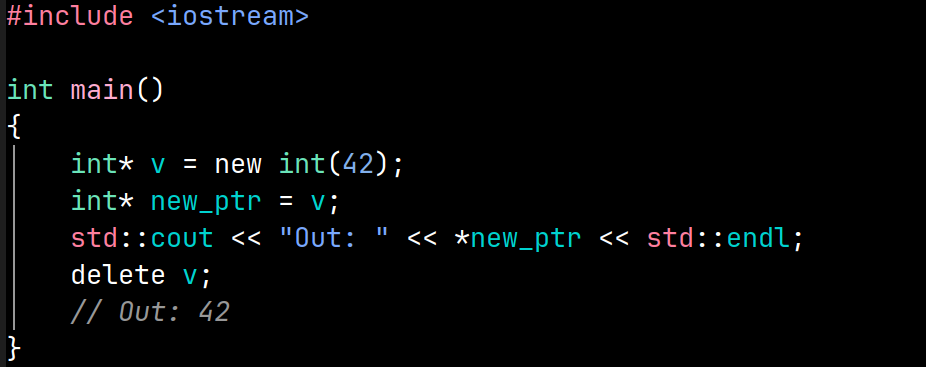 #include <iostream>
int main()
{
int* v = new int(42);
int* new_ptr = v;
std::cout << "Out: " << *new_ptr << std::endl;
delete v;
// Out: 42
}